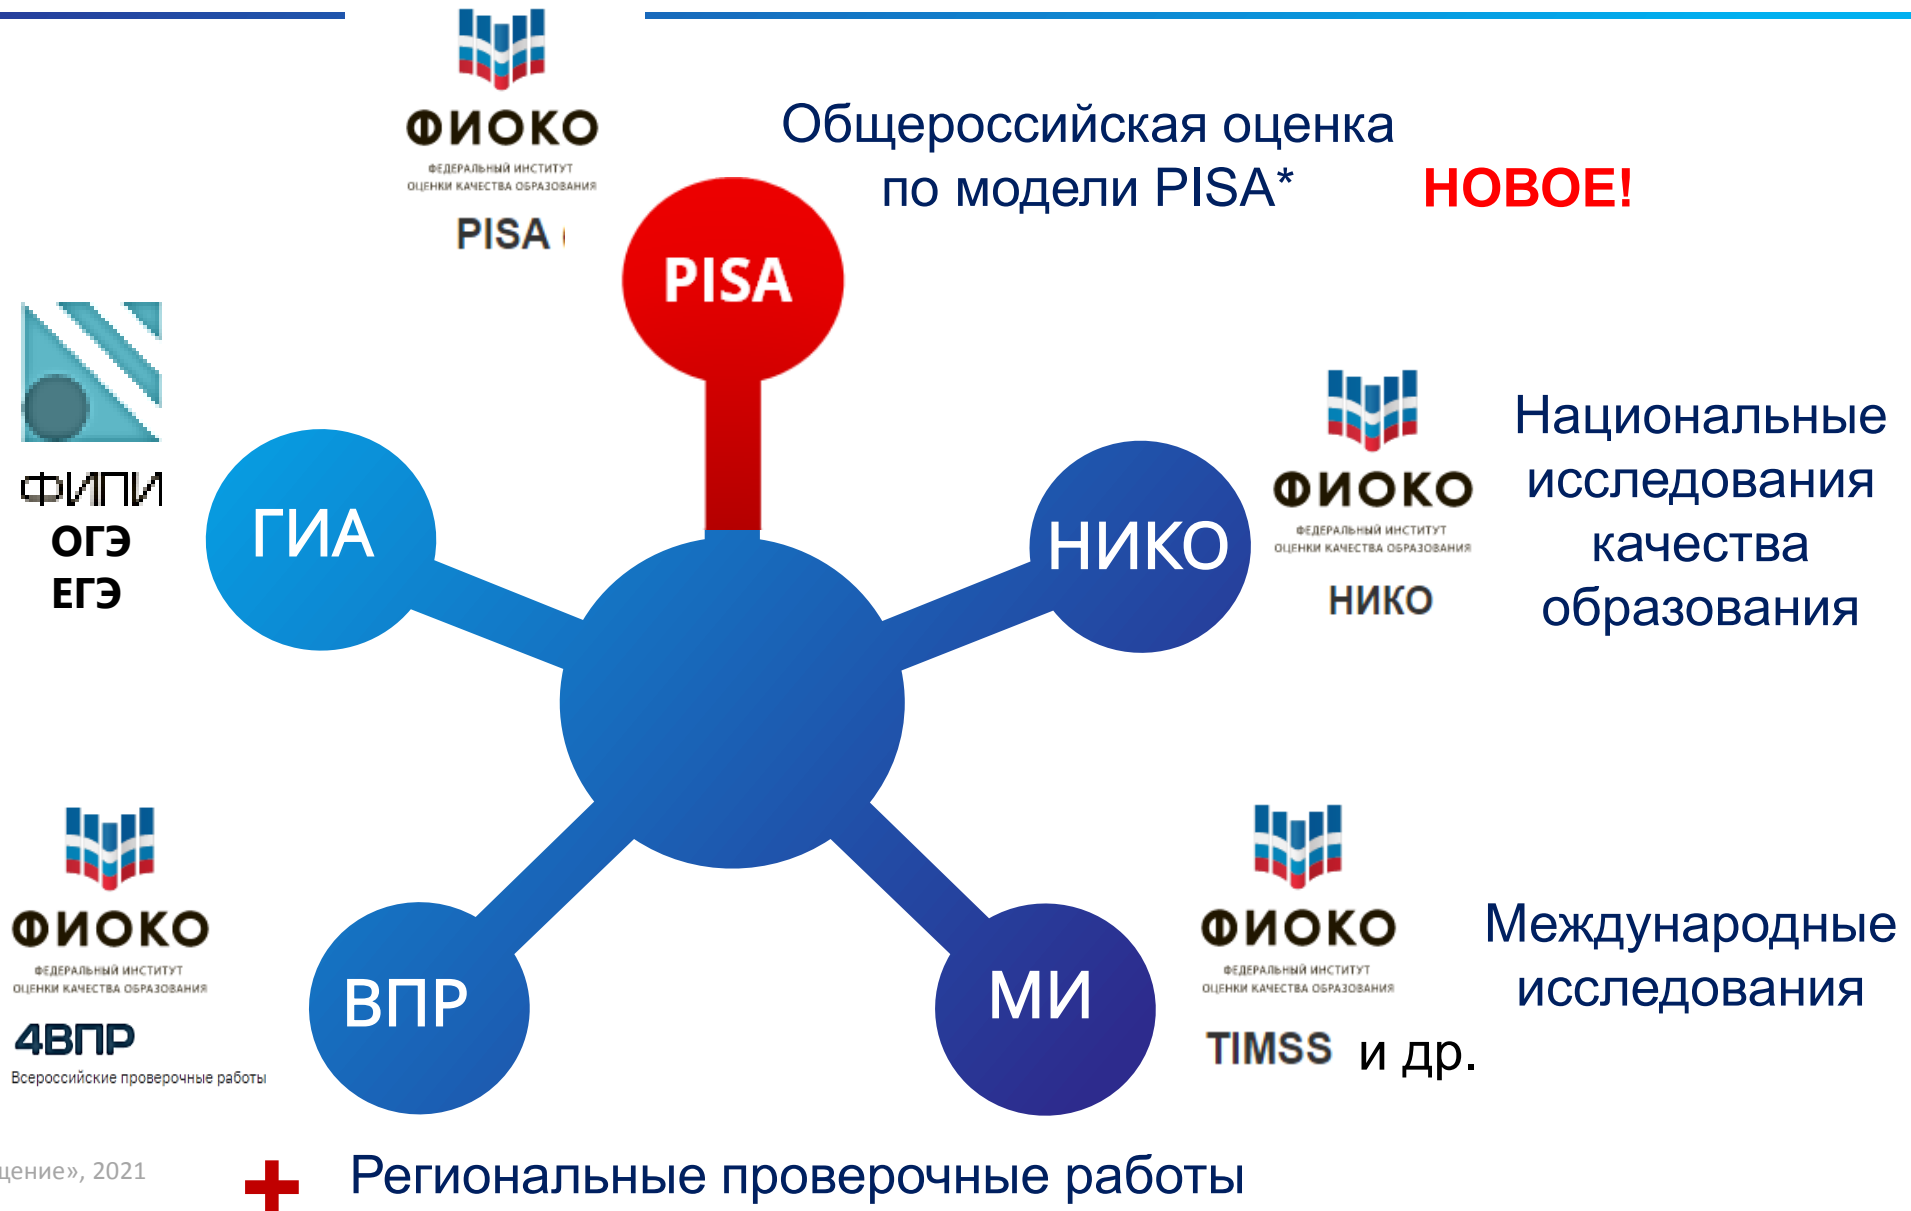 ФИОКО
ФЕДЕРАЛЬНЫЙ ИНСТИТУТ
ОЦЕНКИ КАЧЕСТВА ОБРАЗОВАНИЯ
PISA
Общероссийская оценка
по модели PISA*
НОВОЕ!
PISA
ФИПИ
ОГЭ
ЕГЭ
ГИА
НИКО
ФИОКО
ФЕДЕРАЛЬНЫЙ ИНСТИТУТ
ОЦЕНКИ КАЧЕСТВА ОБРАЗОВАНИЯ
НИКО
Национальные
исследования
качества
образования
ФИОКО
ФЕДЕРАЛЬНЫЙ ИНСТИТУТ
ОЦЕНКИ КАЧЕСТВА ОБРАЗОВАНИЯ
4ВПР
Всероссийские проверочные работы
ВПР
МИ
ФИОКО
ФЕДЕРАЛЬНЫЙ ИНСТИТУТ
ОЦЕНКИ КАЧЕСТВА ОБРАЗОВАНИЯ
TIMSS и др.
Международные
исследования
щение», 2021
+ Региональные проверочные работы